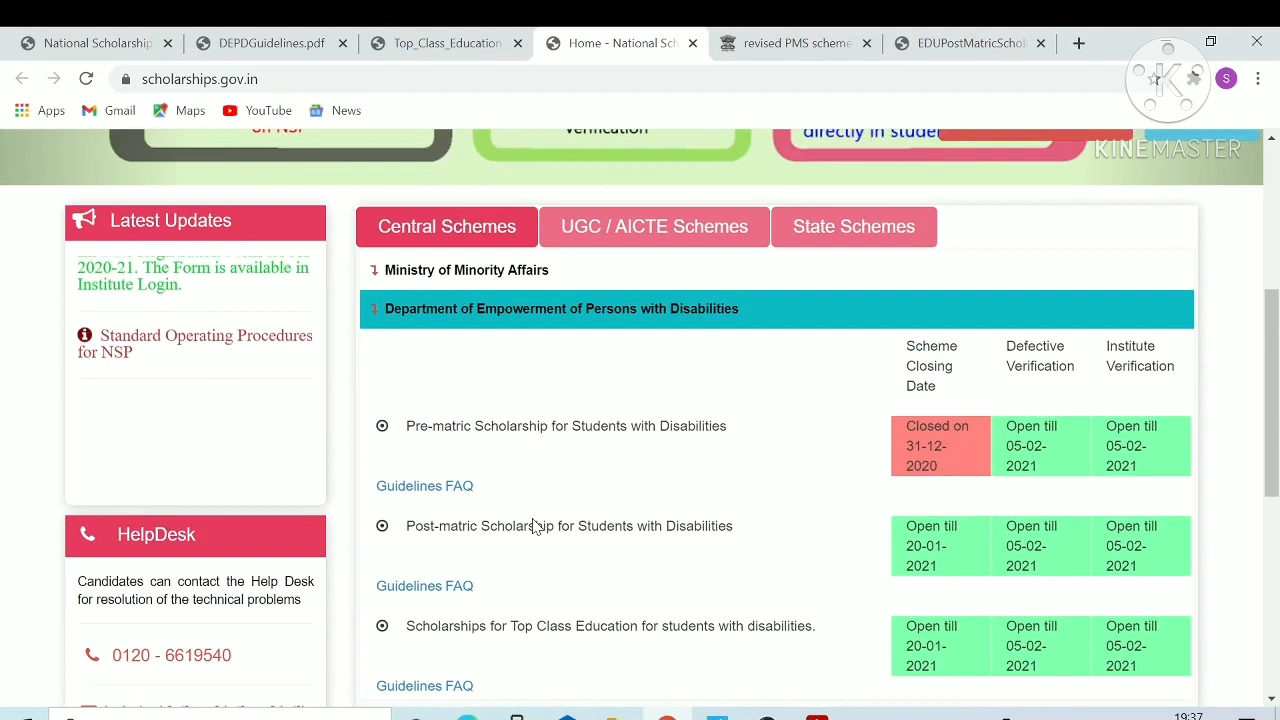 National Scholarship
DEPDGuidelines.pdf
Top_Class_Education
Home - National Sch
revised PMS scheme
EDUPostMatricSchol
scholarships.gov.in
S
Apps
Gmail
Maps
YouTube
News
K
KINEMASTER
on NSP
verification
directly in stude
Latest Updates
2020-21. The Form is available in
Institute Login.
Standard Operating Procedures
for NSP
HelpDesk
Candidates can contact the Help Desk
for resolution of the technical problems
0120 - 6619540
Central Schemes
UGC / AICTE Schemes
State Schemes
Ministry of Minority Affairs
Department of Empowerment of Persons with Disabilities
Scheme
Closing
Date
Defective
Verification
Institute
Verification
Pre-matric Scholarship for Students with Disabilities
Closed on
31-12-
2020
Open till
05-02-
2021
Open till
05-02-
2021
Guidelines FAQ
Post-matric Scholarship for Students with Disabilities
Open till
20-01-
2021
Open till
05-02-
2021
Open till
05-02-
2021
Guidelines FAQ
Scholarships for Top Class Education for students with disabilities.
Open till
20-01-
2021
Open till
05-02-
2021
Open till
05-02-
2021
Guidelines FAQ
19:37